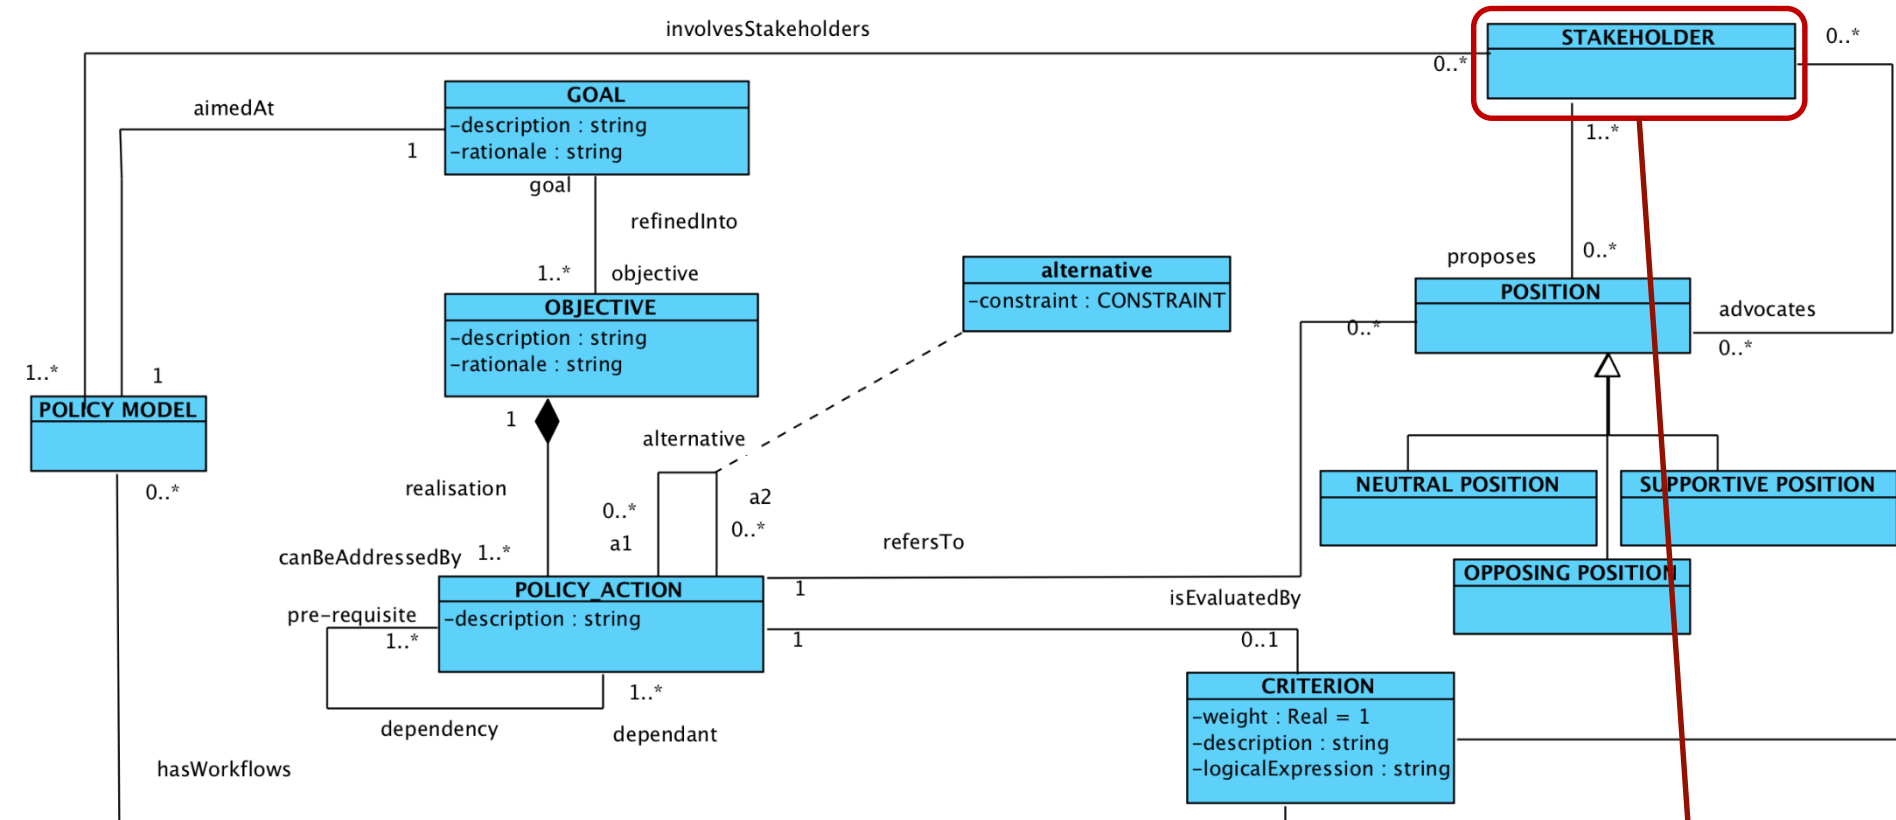 involvesStakeholders
STAKEHOLDER
0..*
0..*
GOAL
-description : string
-rationale : string
aimedAt
1
goal
1..*
refinedInto
proposes
0..*
1..*
objective
alternative
-constraint : CONSTRAINT
POSITION
advocates
0..*
0..*
OBJECTIVE
-description : string
-rationale : string
1..*
1
POLICY MODEL
1
alternative
0..*
realisation
0..*
a1
a2
0..*
NEUTRAL POSITION
SUPPORTIVE POSITION
OPPOSING POSITION
canBeAddressedBy
1..*
refersTo
POLICY_ACTION
-description : string
1
isEvaluatedBy
pre-requisite
1..*
1
0..1
1..*
dependency
dependant
CRITERION
-weight : Real = 1
-description : string
-logicalExpression : string
hasWorkflows